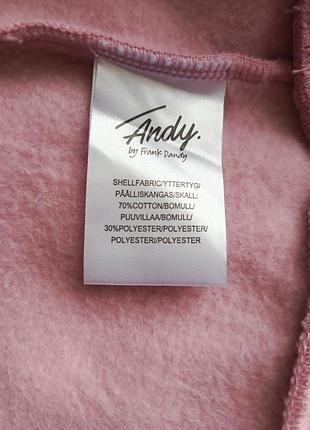 Andy.
by Frank Dandy
SHELLFABRIC/YTTERTYG/
PÄÄLLISKANGAS/SKALL:
70%COTTON/BOMULL/
PUUVILLAA/BOMULL/
30%POLYESTER/POLYESTER/
POLYESTERI/POLYESTER